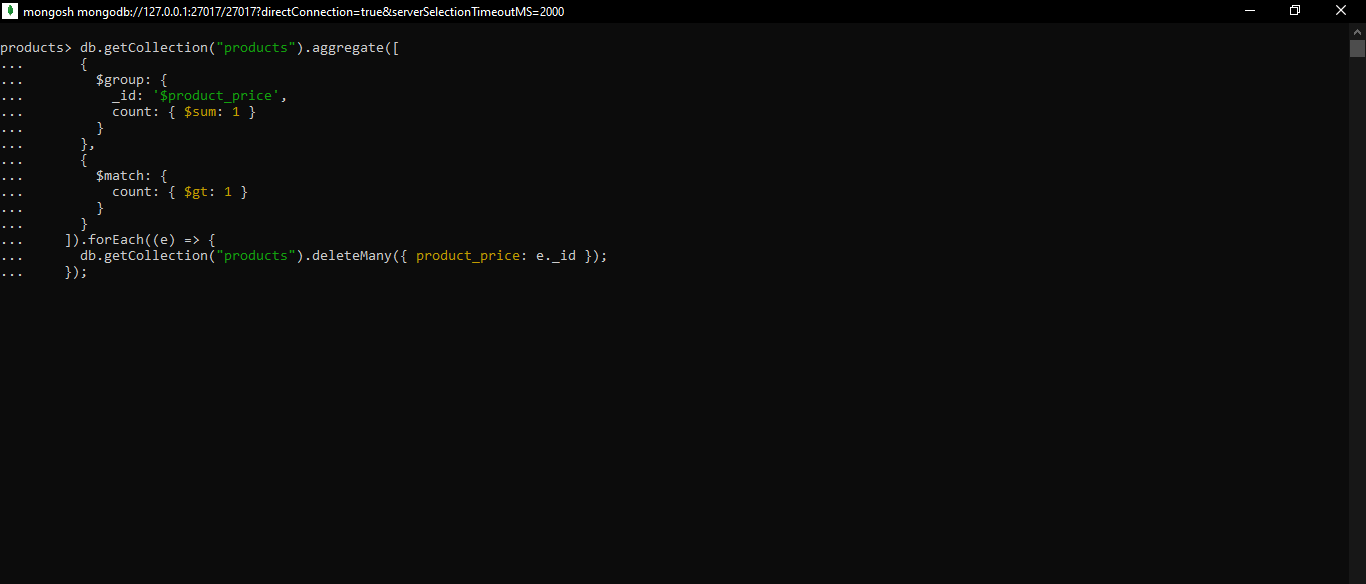 mongosh mongodb://127.0.0.1:27017/27017?directConnection=true&serverSelectionTimeoutMS=2000
products> db.getCollection("products").aggregate([
...       {
...         $group: {
...           _id: '$product_price',
...           count: { $sum: 1 }
...         }
...       },
...       {
...         $match: {
...           count: { $gt: 1 }
...         }
...       }
...     ]).forEach((e) => {
...       db.getCollection("products").deleteMany({ product_price: e._id });
...     });